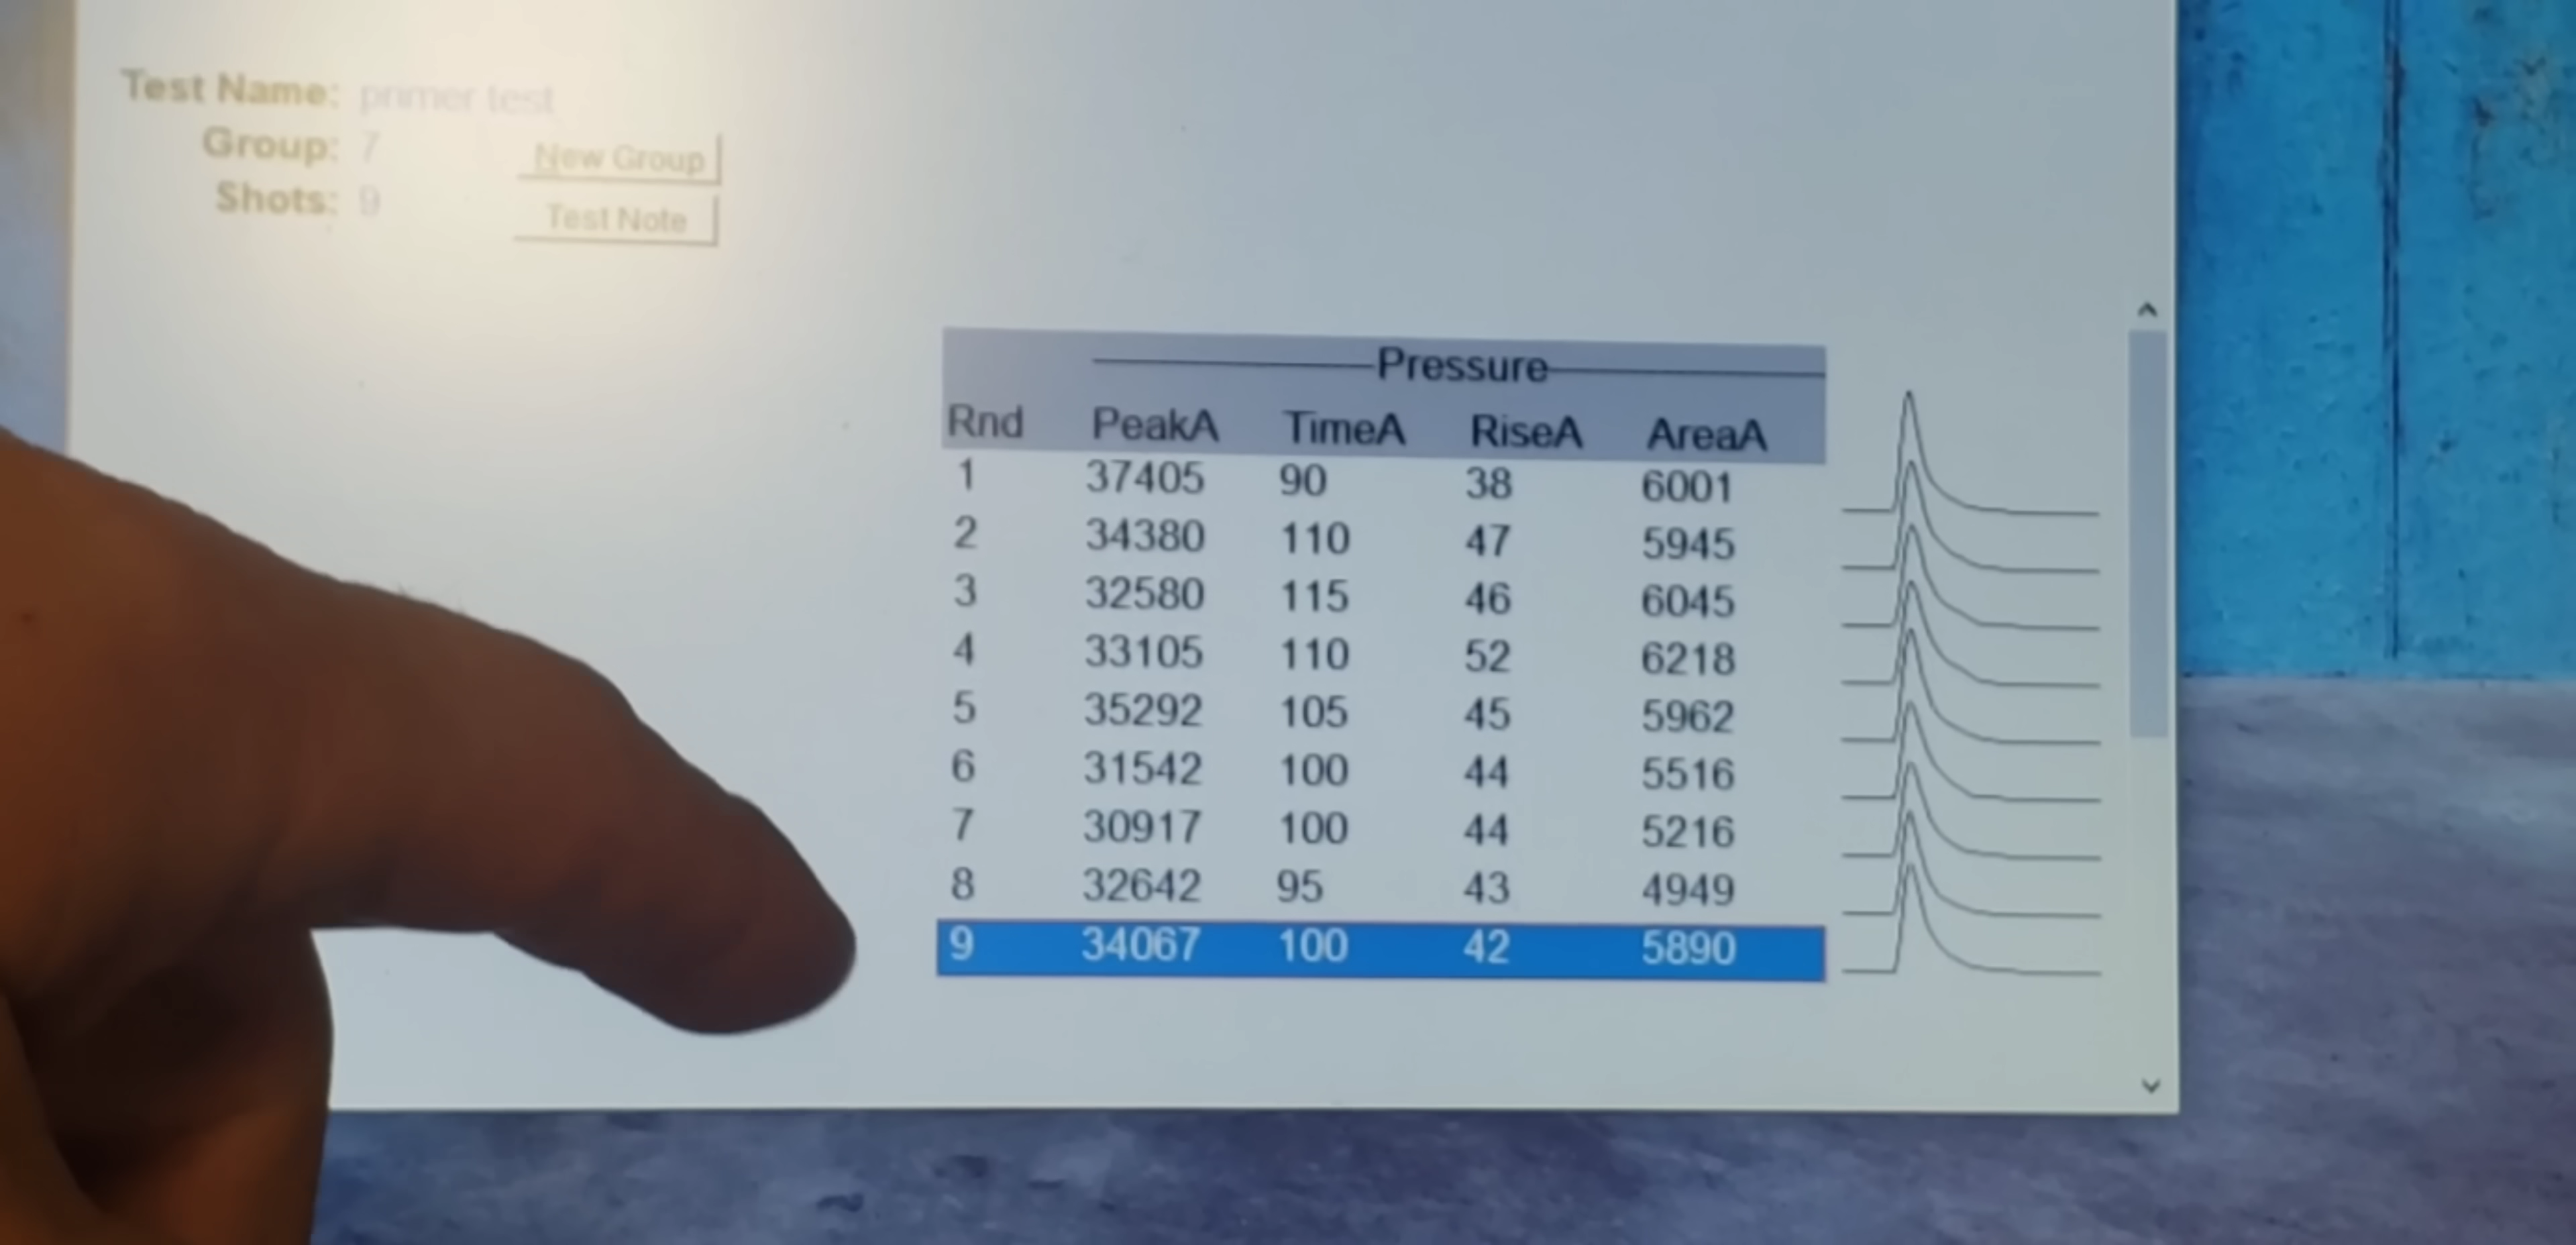 Test Name: primer test
Group: 7
New Group
Shots: 9
Test Note
Pressure
Rnd PeakA TimeA RiseA AreaA
1 37405 90 38 6001
2 34380 110 47 5945
3 32580 115 46 6045
4 33105 110 52 6218
5 35292 105 45 5962
6 31542 100 44 5516
7 30917 100 44 5216
8 32642 95 43 4949
9 34067 100 42 5890